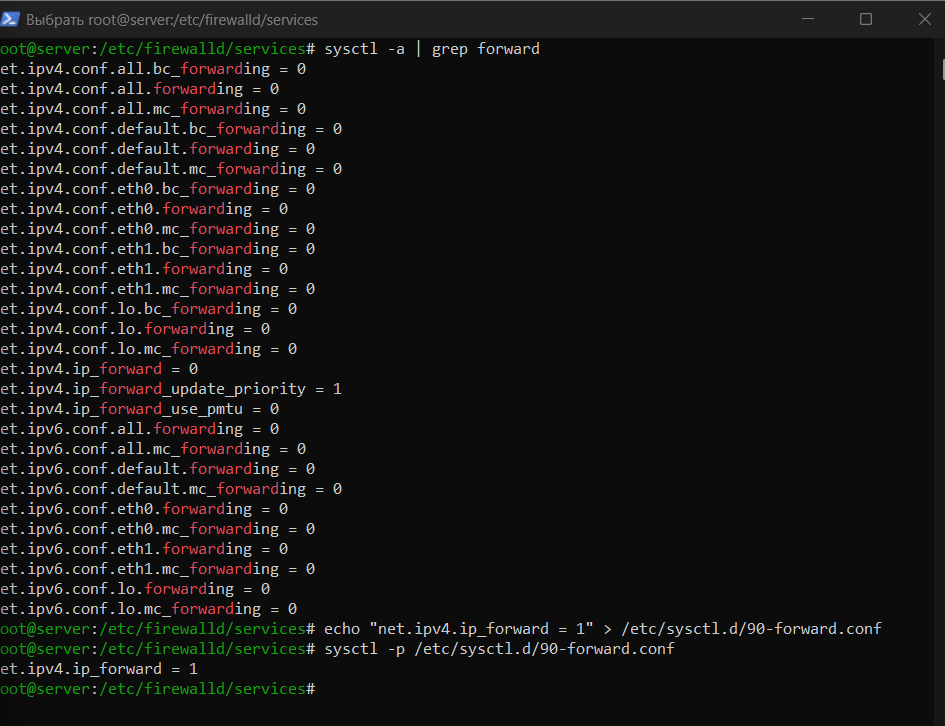 Выбрать root@server:/etc/firewalld/services
oot@server:/etc/firewalld/services# sysctl -a | grep forward
et.ipv4.conf.all.bc_forwarding = 0
et.ipv4.conf.all.forwarding = 0
et.ipv4.conf.all.mc_forwarding = 0
et.ipv4.conf.default.bc_forwarding = 0
et.ipv4.conf.default.forwarding = 0
et.ipv4.conf.default.mc_forwarding = 0
et.ipv4.conf.eth0.bc_forwarding = 0
et.ipv4.conf.eth0.forwarding = 0
et.ipv4.conf.eth0.mc_forwarding = 0
et.ipv4.conf.eth1.bc_forwarding = 0
et.ipv4.conf.eth1.forwarding = 0
et.ipv4.conf.eth1.mc_forwarding = 0
et.ipv4.conf.lo.bc_forwarding = 0
et.ipv4.conf.lo.forwarding = 0
et.ipv4.conf.lo.mc_forwarding = 0
et.ipv4.ip_forward = 0
et.ipv4.ip_forward_update_priority = 1
et.ipv4.ip_forward_use_pmtu = 0
et.ipv6.conf.all.forwarding = 0
et.ipv6.conf.all.mc_forwarding = 0
et.ipv6.conf.default.forwarding = 0
et.ipv6.conf.default.mc_forwarding = 0
et.ipv6.conf.eth0.forwarding = 0
et.ipv6.conf.eth0.mc_forwarding = 0
et.ipv6.conf.eth1.forwarding = 0
et.ipv6.conf.eth1.mc_forwarding = 0
et.ipv6.conf.lo.forwarding = 0
et.ipv6.conf.lo.mc_forwarding = 0
oot@server:/etc/firewalld/services# echo "net.ipv4.ip_forward = 1" > /etc/sysctl.d/90-forward.conf
oot@server:/etc/firewalld/services# sysctl -p /etc/sysctl.d/90-forward.conf
et.ipv4.ip_forward = 1
oot@server:/etc/firewalld/services#